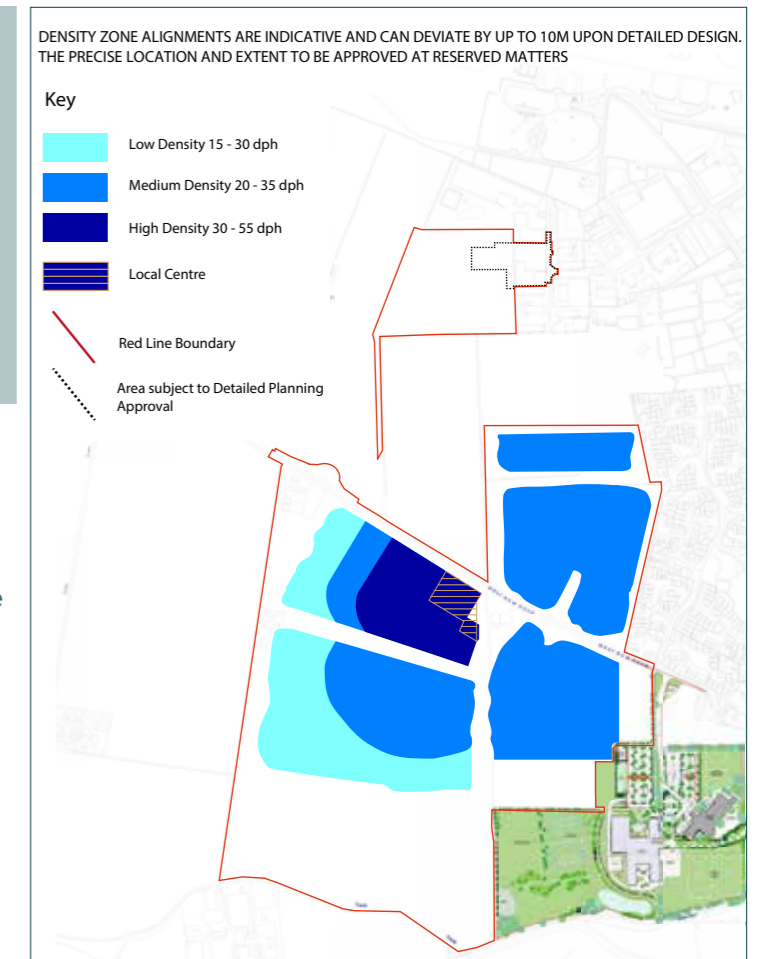 DENSITY ZONE ALIGNMENTS ARE INDICATIVE AND CAN DEVIATE BY UP TO 10M UPON DETAILED DESIGN.
THE PRECISE LOCATION AND EXTENT TO BE APPROVED AT RESERVED MATTERS
Key
Low Density 15 - 30 dph
Medium Density 20 - 35 dph
High Density 30 - 55 dph
Local Centre
Red Line Boundary
Area subject to Detailed Planning
Approval
e